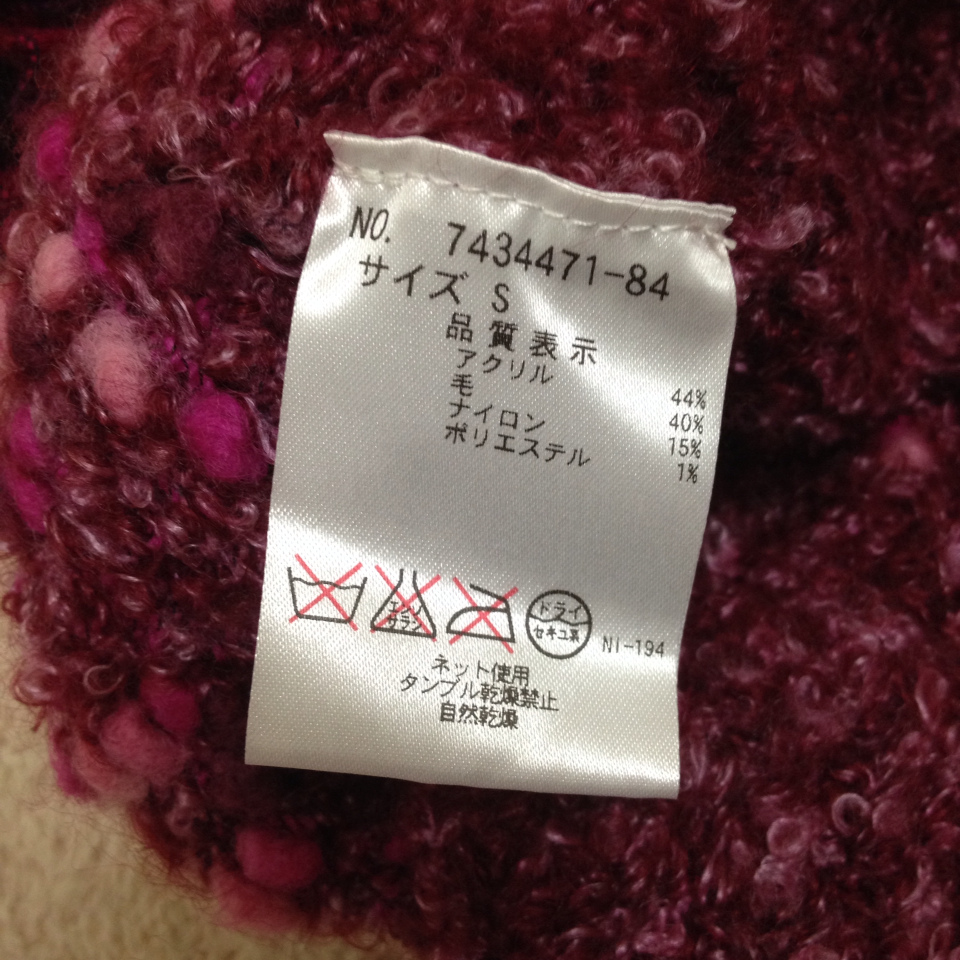 NO. 7434471-84
サイズ S
品質表示
アクリル 44%
毛 40%
ナイロン 15%
ポリエステル 1%
エンソ
サラシ
ドライ
セキユ系
NI-194
ネット使用
タンブル乾燥禁止
自然乾燥